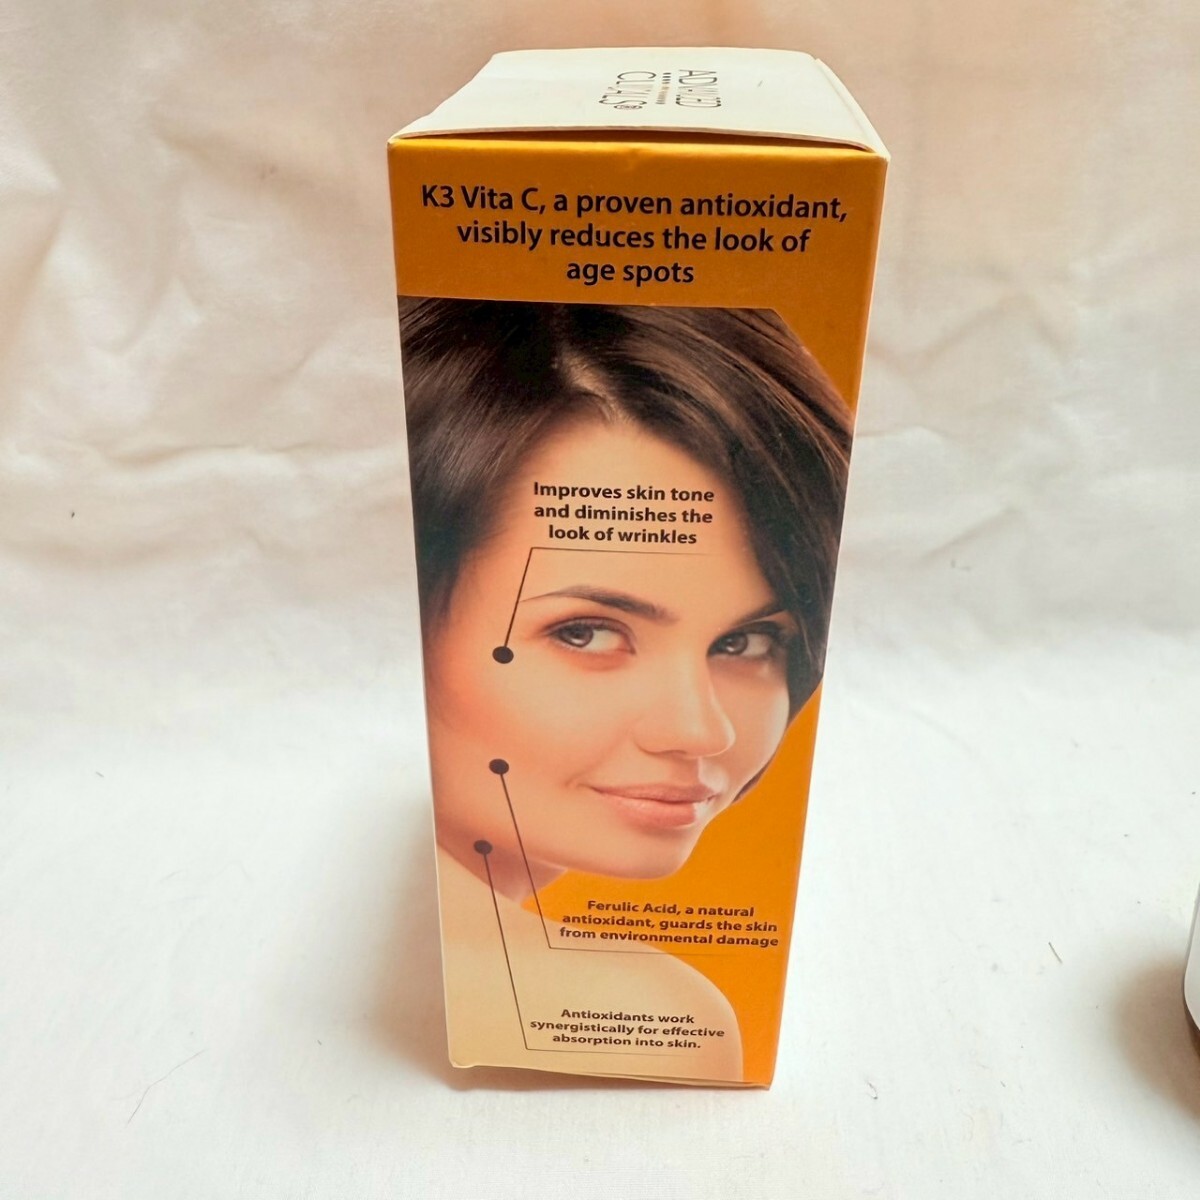 K3 Vita C, a proven antioxidant,
visibly reduces the look of
age spots
Improves skin tone
and diminishes the
look of wrinkles
Ferulic Acid, a natural
antioxidant, guards the skin
from environmental damage
Antioxidants work
synergistically for effective
absorption into skin.